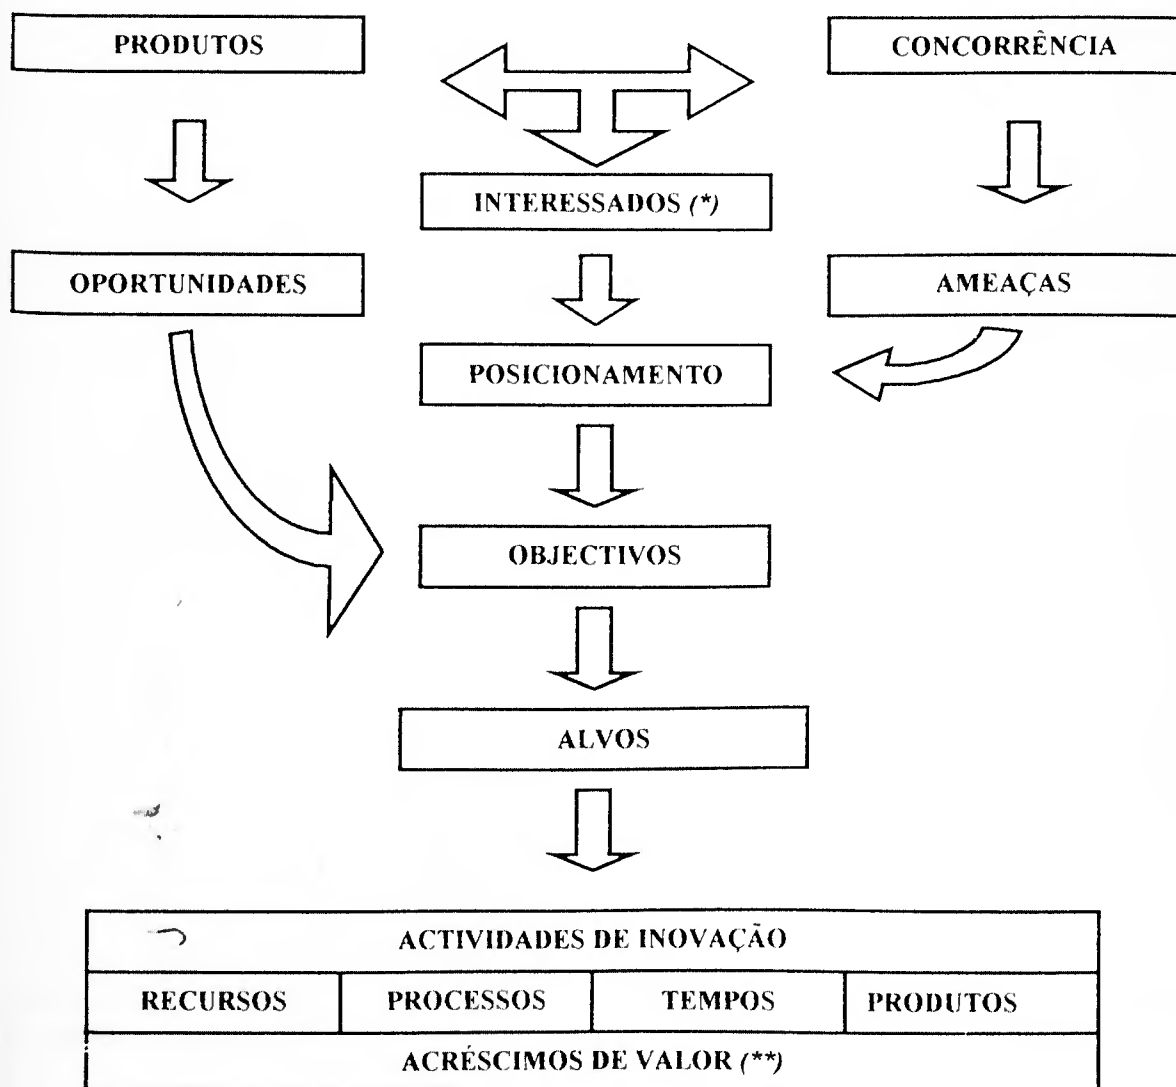 PRODUTOS
CONCORRÊNCIA
INTERESSADOS (*)
OPORTUNIDADES
AMEAÇAS
POSICIONAMENTO
OBJECTIVOS
ALVOS
ACTIVIDADES DE INOVAÇÃO
RECURSOS PROCESSOS TEMPOS PRODUTOS
ACRÉSCIMOS DE VALOR (**)